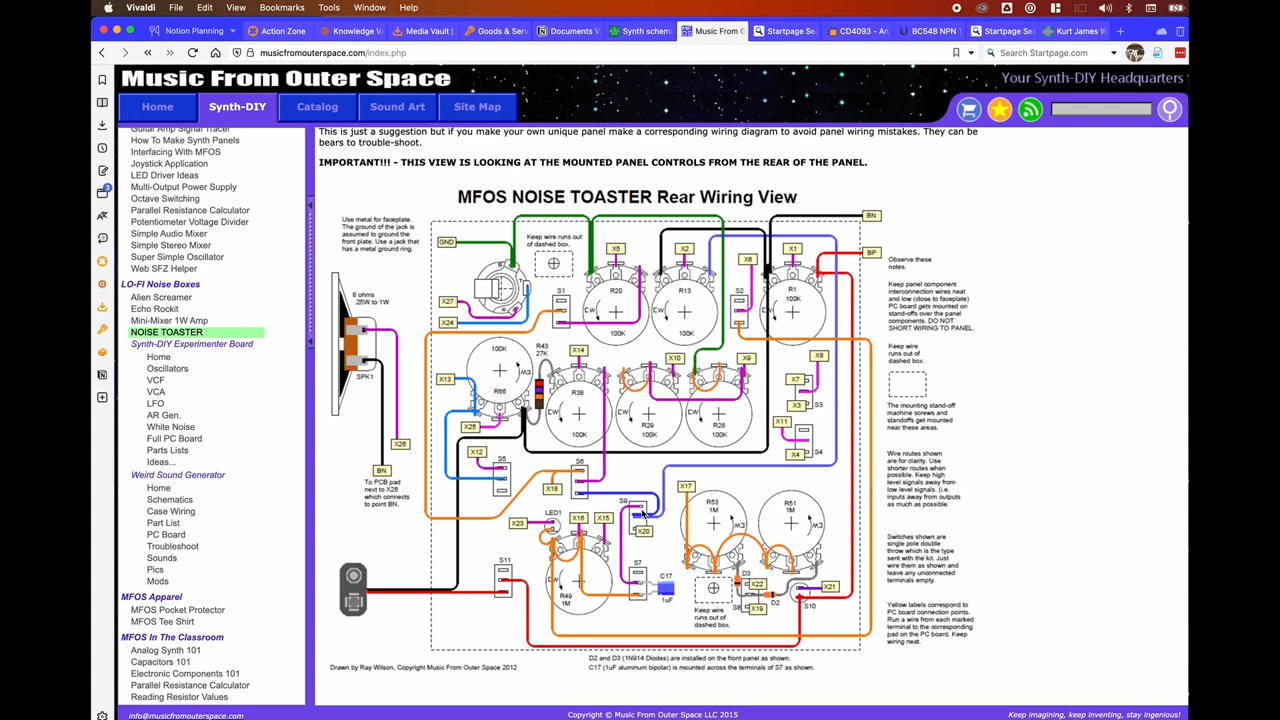 Vivaldi File Edit View Bookmarks Tools Window Help
Notion Planning Action Zone Knowledge V Media Vault | Goods & Serv Documents V Synth schem Music From O Startpage Sea CD4093 - An BC548 NPN T Startpage Sea Kurt James W
musicfromouterspace.com/index.php Search Startpage.com
Music From Outer Space
Your Synth-DIY Headquarters
Home Synth-DIY Catalog Sound Art Site Map
Guitar Amp Signal Tracer
How To Make Synth Panels
Interfacing With MFOS
Joystick Application
LED Driver Ideas
Multi-Output Power Supply
Octave Switching
Parallel Resistance Calculator
Potentiometer Voltage Divider
Simple Audio Mixer
Simple Stereo Mixer
Super Simple Oscillator
Web SFZ Helper
LO-FI Noise Boxes
Alien Screamer
Echo Rockit
Mini-Mixer 1W Amp
NOISE TOASTER
Synth-DIY Experimenter Board
Home
Oscillators
VCF
VCA
LFO
AR Gen.
White Noise
Full PC Board
Parts Lists
Ideas...
Weird Sound Generator
Home
Schematics
Case Wiring
Part List
PC Board
Troubleshoot
Sounds
Pics
Mods
MFOS Apparel
MFOS Pocket Protector
MFOS Tee Shirt
MFOS In The Classroom
Analog Synth 101
Capacitors 101
Electronic Components 101
Parallel Resistance Calculator
Reading Resistor Values
info@musicfromouterspace.com
This is just a suggestion but if you make your own unique panel make a corresponding wiring diagram to avoid panel wiring mistakes. They can be
bears to trouble-shoot.
IMPORTANT!!! - THIS VIEW IS LOOKING AT THE MOUNTED PANEL CONTROLS FROM THE REAR OF THE PANEL.
MFOS NOISE TOASTER Rear Wiring View
Use metal for faceplate.
The ground of the jack is
assumed to ground the
front plate. Use a jack that
has a metal ground ring.
GND
Keep wire runs
out of
dashed box.
X5 X2 X6 X1
BN
BP
8 ohms
.25W to 1W
X27
X24
S1
R20
CW
100K
R13
CW
100K
S2
R1
100K
SPK1
X26
BN
To PCB pad
next to X26
which connects
to point BN.
100K
R66
CW
X13
X25
R43
27K
X14
R38
CW
100K
X10
R29
CW
100K
X9
R28
CW
100K
X8
X7
X3
S3
X11
X4
S4
X12
S5
S6
X18
S9
X20
X17
R53
1M
CW
R51
1M
CW
LED1
X23
X16
X15
R49
1M
CW
S7
C17
1uF
S11
Keep wire
runs out of
dashed box.
D3
X22
S8
X19
D2
X21
S10
Observe these
notes.
Keep panel component
interconnection wires neat
and low (close to faceplate)
PC board gets mounted on
stand-offs over the panel
components. DO NOT
SHORT WIRING TO PANEL.
Keep wire
runs out of
dashed box.
The mounting stand-off
machine screws and
standoffs get mounted
near these areas.
Wire routes shown
are for clarity. Use
shorter routes when
possible. Keep high
level signals away from
low level signals. (i.e.
inputs away from outputs
as much as possible.
Switches shown are
single pole double
throw which is the type
sent with the kit. Just
wire them as shown and
leave any unconnected
terminals empty.
Yellow labels correspond to
PC board connection points.
Run a wire from each marked
terminal to the corresponding
pad on the PC board. Keep
wiring neat.
Drawn by Ray Wilson, Copyright Music From Outer Space 2012
D2 and D3 (1N914 Diodes) are installed on the front panel as shown.
C17 (1uF aluminum bipolar) is mounted across the terminals of S7 as shown.
Copyright © Music From Outer Space LLC 2015
Keep imagining, keep inventing, stay ingenious!